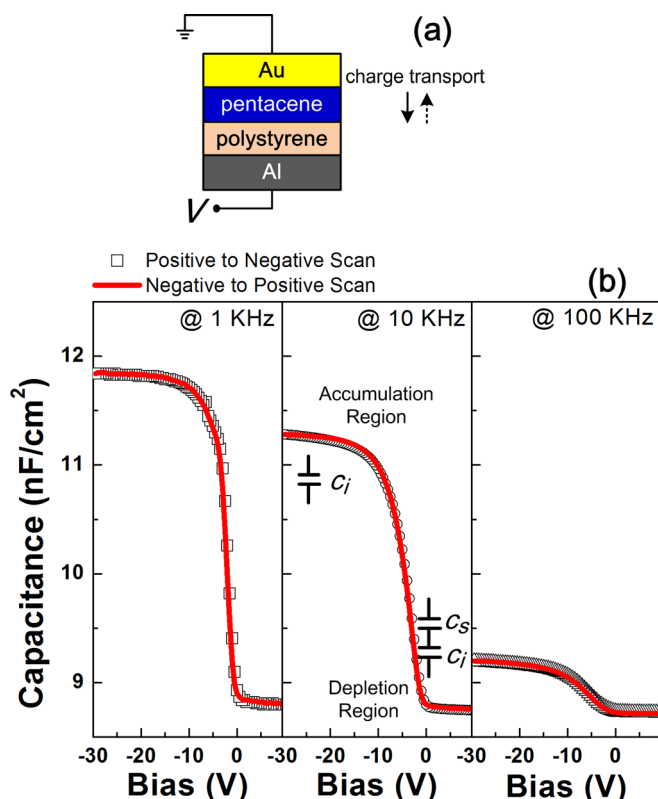 (a)
Au
charge transport
pentacene
polystyrene
Al
V
□ Positive to Negative Scan
Negative to Positive Scan
(b)
@ 1 KHz
@ 10 KHz
@ 100 KHz
Capacitance (nF/cm²)
12
11
10
9
Accumulation
Region
Cᵢ
Cₛ
Cᵢ
Depletion
Region
-30 -20 -10 0
-30 -20 -10 0
-30 -20 -10 0
Bias (V) Bias (V) Bias (V)